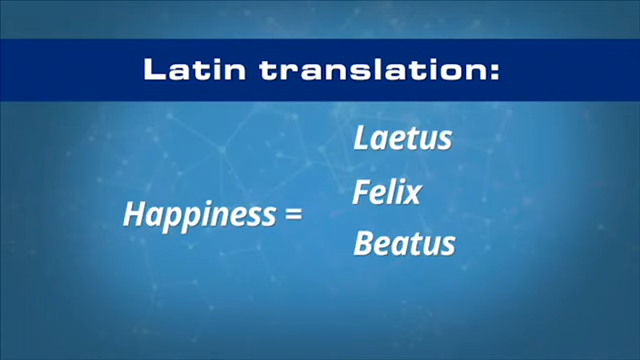 Latin translation:
Laetus
Felix
Happiness =
Beatus